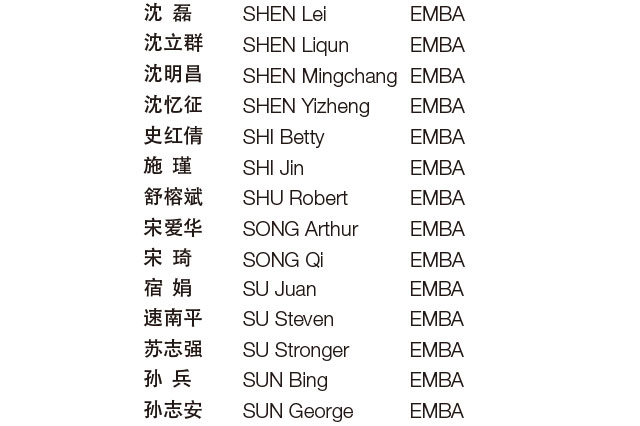 沈 磊 SHEN Lei EMBA
沈立群 SHEN Liqun EMBA
沈明昌 SHEN Mingchang EMBA
沈忆征 SHEN Yizheng EMBA
史红倩 SHI Betty EMBA
施 瑾 SHI Jin EMBA
舒榕斌 SHU Robert EMBA
宋爱华 SONG Arthur EMBA
宋 琦 SONG Qi EMBA
宿 娟 SU Juan EMBA
速南平 SU Steven EMBA
苏志强 SU Stronger EMBA
孙 兵 SUN Bing EMBA
孙志安 SUN George EMBA